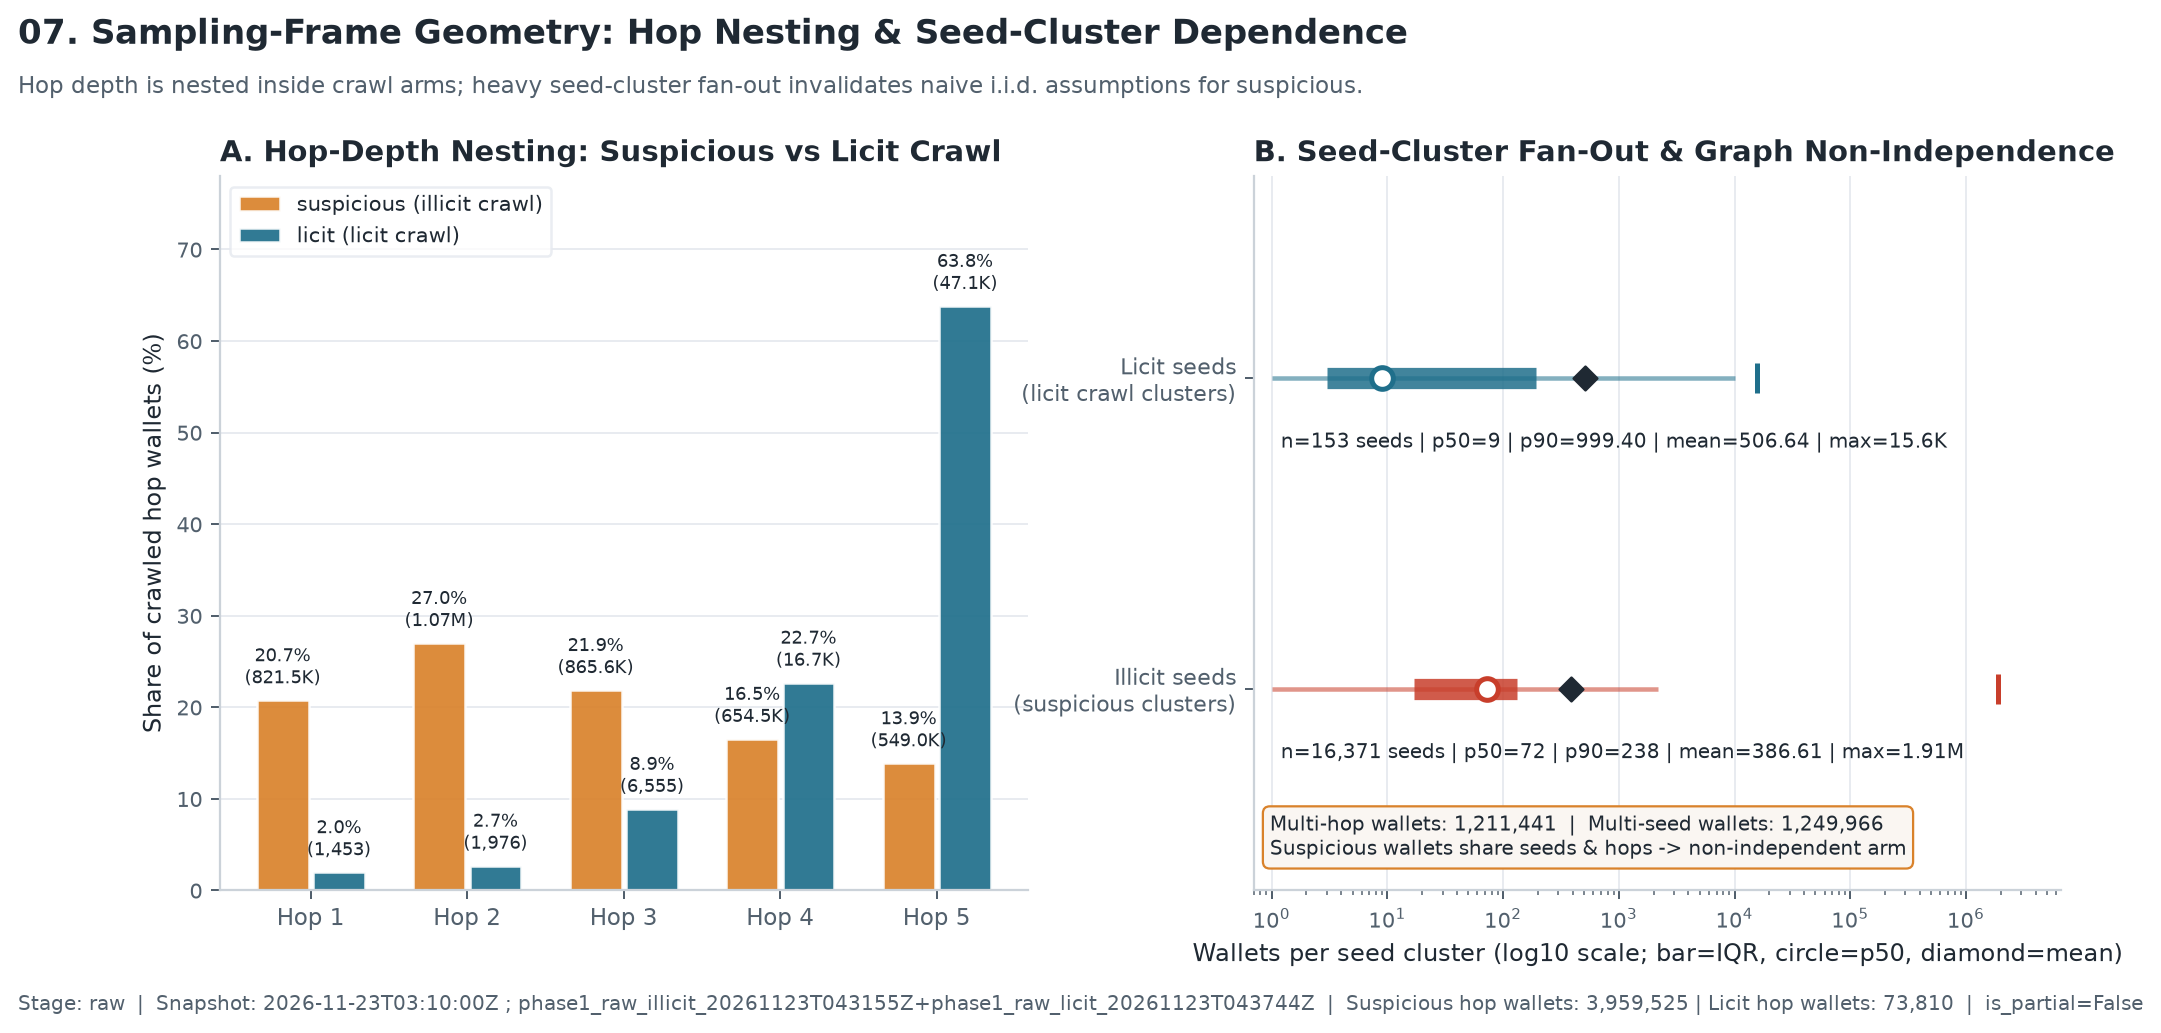 07. Sampling-Frame Geometry: Hop Nesting & Seed-Cluster Dependence
Hop depth is nested inside crawl arms; heavy seed-cluster fan-out invalidates naive i.i.d. assumptions for suspicious.
A. Hop-Depth Nesting: Suspicious vs Licit Crawl
suspicious (illicit crawl)
licit (licit crawl)
Share of crawled hop wallets (%)
70
60
50
40
30
20
10
0
20.7%
(821.5K)
2.0%
(1,453)
27.0%
(1.07M)
2.7%
(1,976)
21.9%
(865.6K)
8.9%
(6,555)
16.5%
(654.5K)
22.7%
(16.7K)
13.9%
(549.0K)
63.8%
(47.1K)
Hop 1
Hop 2
Hop 3
Hop 4
Hop 5
B. Seed-Cluster Fan-Out & Graph Non-Independence
Licit seeds
(licit crawl clusters)
n=153 seeds | p50=9 | p90=999.40 | mean=506.64 | max=15.6K
Illicit seeds
(suspicious clusters)
n=16,371 seeds | p50=72 | p90=238 | mean=386.61 | max=1.91M
Multi-hop wallets: 1,211,441 | Multi-seed wallets: 1,249,966
Suspicious wallets share seeds & hops -> non-independent arm
10⁰
10¹
10²
10³
10⁴
10⁵
10⁶
Wallets per seed cluster (log10 scale; bar=IQR, circle=p50, diamond=mean)
Stage: raw | Snapshot: 2026-11-23T03:10:00Z ; phase1_raw_illicit_20261123T043155Z+phase1_raw_licit_20261123T043744Z | Suspicious hop wallets: 3,959,525 | Licit hop wallets: 73,810 | is_partial=False